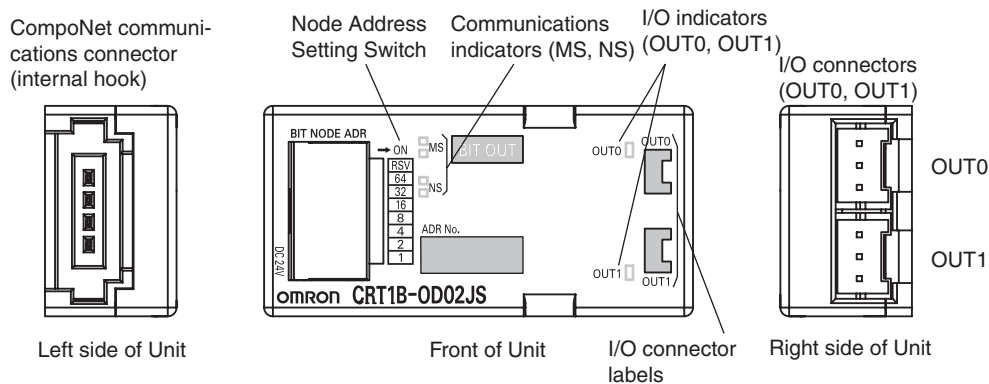 CompoNet communi-
cations connector
(internal hook)
Node Address
Setting Switch
Communications
indicators (MS, NS)
I/O indicators
(OUT0, OUT1)
I/O connectors
(OUT0, OUT1)
BIT NODE ADR
ON
RSV
64
32
16
8
4
2
1
MS
NS
BIT OUT
ADR No.
DC 24V
OUT0
OUT0
OUT1
OUT1
OMRON CRT1B-OD02JS
OUT0
OUT1
Left side of Unit
Front of Unit
I/O connector
labels
Right side of Unit